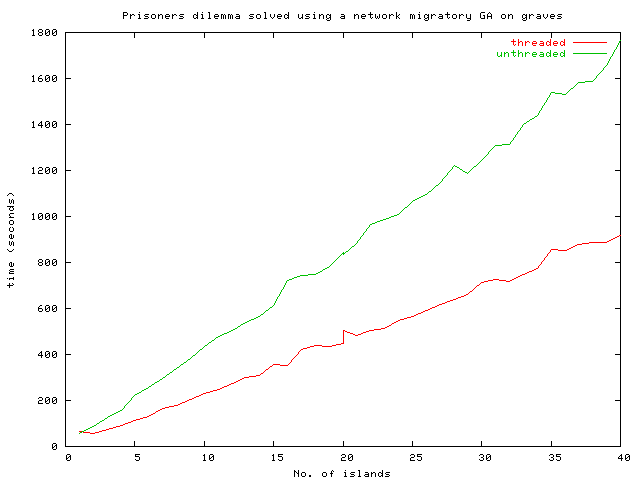 Prisoners dilemma solved using a network migratory GA on graves
threaded
unthreaded
1800
1600
1400
1200
1000
800
600
400
200
0
time (seconds)
0 5 10 15 20 25 30 35 40
No. of islands